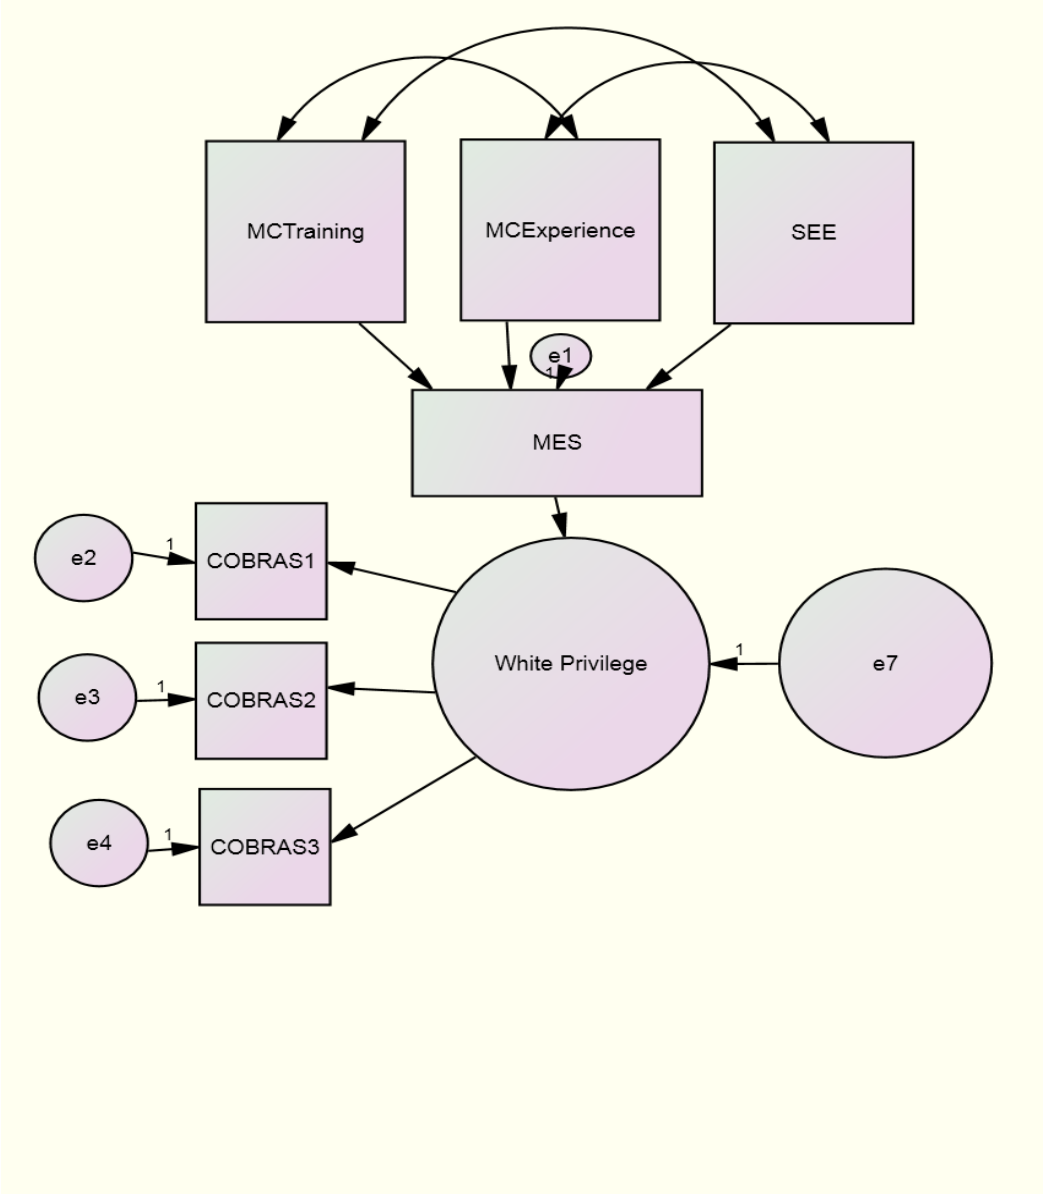 MCTraining
MCExperience
SEE
e1
1
MES
e2
1
COBRAS1
e3
1
COBRAS2
White Privilege
1
e7
e4
1
COBRAS3